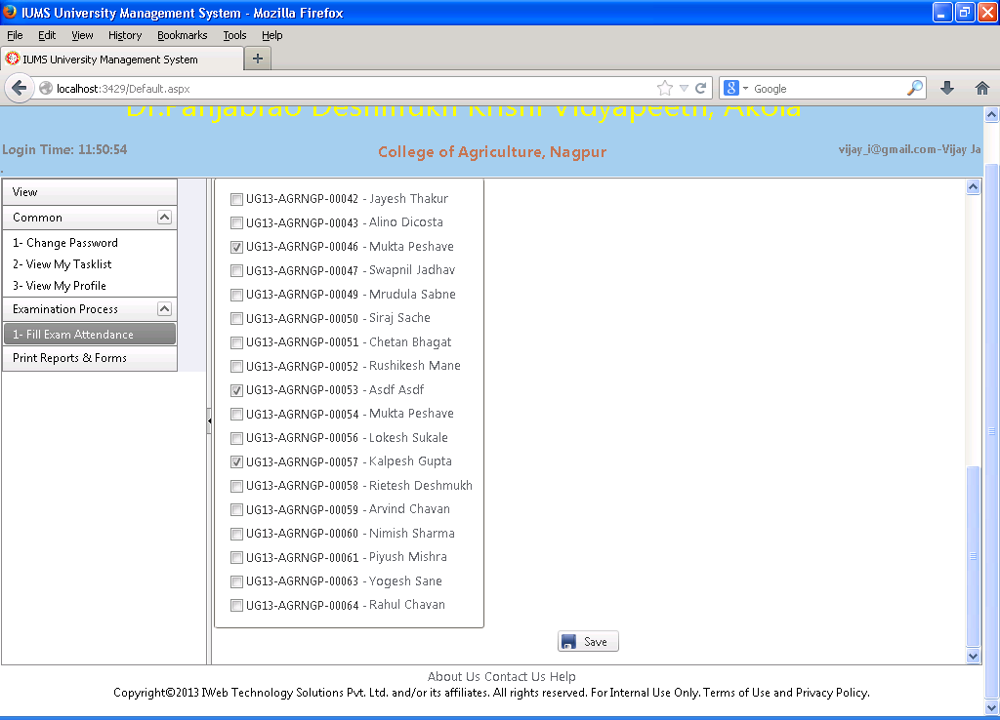 IUMS University Management System - Mozilla Firefox
File Edit View History Bookmarks Tools Help
IUMS University Management System
localhost:3429/Default.aspx
Google
Dr.Panjabrao Deshmukh Krishi Vidyapeeth, Akola
Login Time: 11:50:54
College of Agriculture, Nagpur
vijay_i@gmail.com-Vijay Ja
View
Common
1- Change Password
2- View My Tasklist
3- View My Profile
Examination Process
1- Fill Exam Attendance
Print Reports & Forms
UG13-AGRNGP-00042 - Jayesh Thakur
UG13-AGRNGP-00043 - Alino Dicosta
UG13-AGRNGP-00046 - Mukta Peshave
UG13-AGRNGP-00047 - Swapnil Jadhav
UG13-AGRNGP-00049 - Mrudula Sabne
UG13-AGRNGP-00050 - Siraj Sache
UG13-AGRNGP-00051 - Chetan Bhagat
UG13-AGRNGP-00052 - Rushikesh Mane
UG13-AGRNGP-00053 - Asdf Asdf
UG13-AGRNGP-00054 - Mukta Peshave
UG13-AGRNGP-00056 - Lokesh Sukale
UG13-AGRNGP-00057 - Kalpesh Gupta
UG13-AGRNGP-00058 - Rietesh Deshmukh
UG13-AGRNGP-00059 - Arvind Chavan
UG13-AGRNGP-00060 - Nimish Sharma
UG13-AGRNGP-00061 - Piyush Mishra
UG13-AGRNGP-00063 - Yogesh Sane
UG13-AGRNGP-00064 - Rahul Chavan
Save
About Us Contact Us Help
Copyright©2013 IWeb Technology Solutions Pvt. Ltd. and/or its affiliates. All rights reserved. For Internal Use Only. Terms of Use and Privacy Policy.